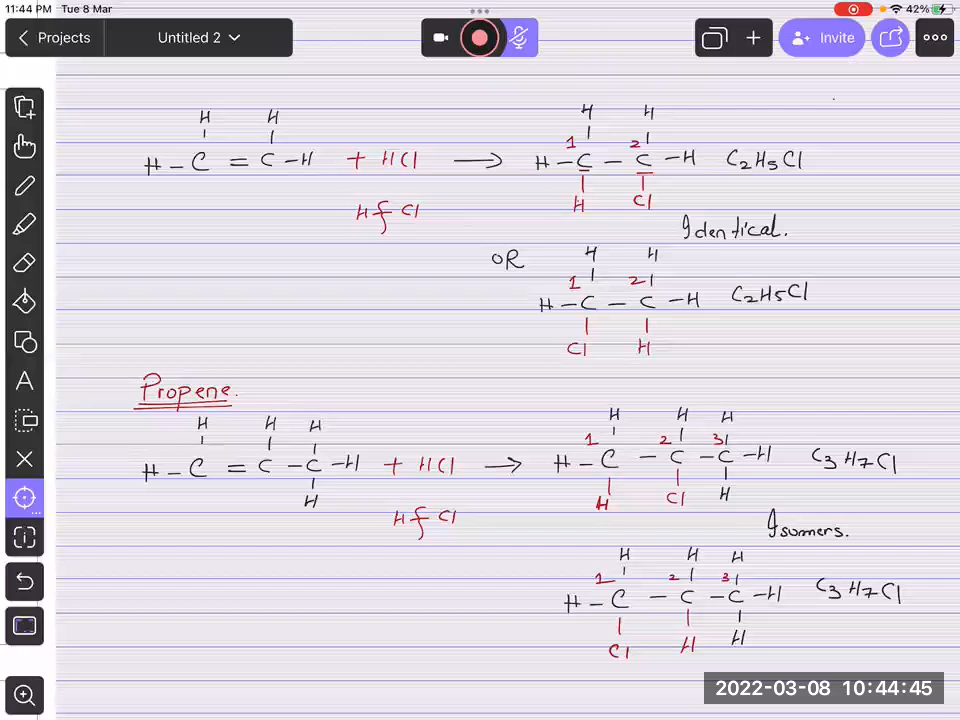 11:44 PM Tue 8 Mar 42%
Projects Untitled 2 Invite
H H H H
H - C = C - H + HCl → H - C - C - H C2H5Cl
1 2
H Cl
H ∫ Cl
Identical.
OR
H H
1 2
H - C - C - H C2H5Cl
Cl H
Propene.
H H H H H H
1 2 3
H - C = C - C - H + HCl → H - C - C - C - H C3H7Cl
H H Cl H
H ∫ Cl
Isomers.
H H H
1 2 3
H - C - C - C - H C3H7Cl
Cl H H
2022-03-08 10:44:45